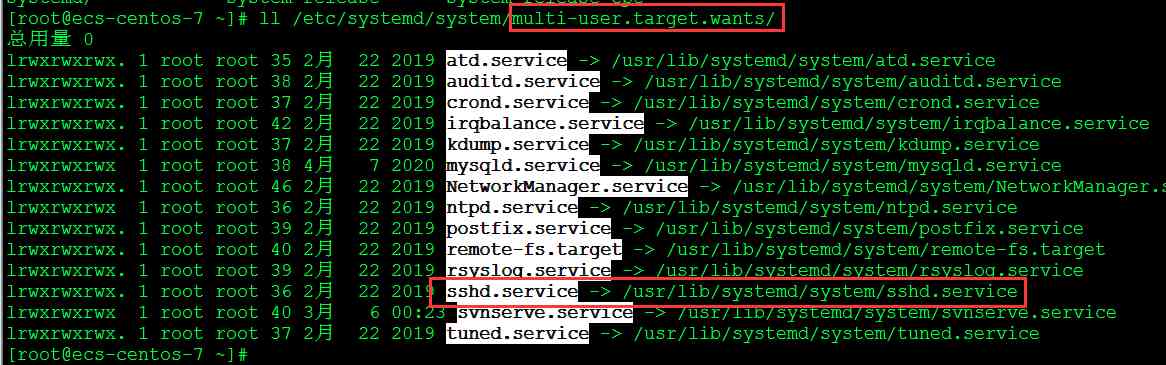 [root@ecs-centos-7 ~]# ll /etc/systemd/system/multi-user.target.wants/
总用量 0
lrwxrwxrwx. 1 root root 35 2月  22 2019 atd.service -> /usr/lib/systemd/system/atd.service
lrwxrwxrwx. 1 root root 38 2月  22 2019 auditd.service -> /usr/lib/systemd/system/auditd.service
lrwxrwxrwx. 1 root root 37 2月  22 2019 crond.service -> /usr/lib/systemd/system/crond.service
lrwxrwxrwx. 1 root root 42 2月  22 2019 irqbalance.service -> /usr/lib/systemd/system/irqbalance.service
lrwxrwxrwx. 1 root root 37 2月  22 2019 kdump.service -> /usr/lib/systemd/system/kdump.service
lrwxrwxrwx. 1 root root 38 4月   7 2020 mysqld.service -> /usr/lib/systemd/system/mysqld.service
lrwxrwxrwx. 1 root root 46 2月  22 2019 NetworkManager.service -> /usr/lib/systemd/system/NetworkManager.s
lrwxrwxrwx. 1 root root 36 2月  22 2019 ntpd.service -> /usr/lib/systemd/system/ntpd.service
lrwxrwxrwx. 1 root root 39 2月  22 2019 postfix.service -> /usr/lib/systemd/system/postfix.service
lrwxrwxrwx. 1 root root 40 2月  22 2019 remote-fs.target -> /usr/lib/systemd/system/remote-fs.target
lrwxrwxrwx. 1 root root 39 2月  22 2019 rsyslog.service -> /usr/lib/systemd/system/rsyslog.service
lrwxrwxrwx. 1 root root 36 2月  22 2019 sshd.service -> /usr/lib/systemd/system/sshd.service
lrwxrwxrwx  1 root root 40 3月   6 00:23 svnserve.service -> /usr/lib/systemd/system/svnserve.service
lrwxrwxrwx. 1 root root 37 2月  22 2019 tuned.service -> /usr/lib/systemd/system/tuned.service
[root@ecs-centos-7 ~]#